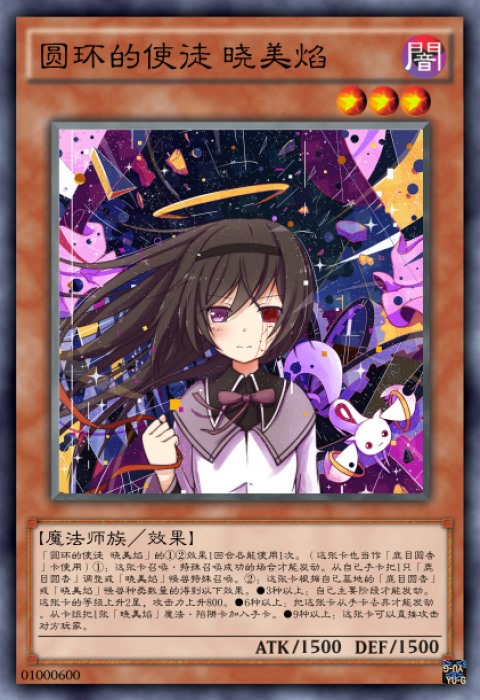 圆环的使徒 晓美焰
闇
【魔法师族／效果】
「圆环的使徒 晓美焰」的①②效果1回合各能使用1次。（这张卡也当作「鹿目圆香」卡使用）①：这张卡召唤·特殊召唤成功的场合才能发动。从自己手卡把1只「鹿目圆香」调整或「晓美焰」怪兽特殊召唤。②：这张卡根据自己墓地的「鹿目圆香」或「晓美焰」怪兽种类数量的得到以下效果。●3种以上：自己主要阶段才能发动。
这张卡的等级上升2星，攻击力上升800。●6种以上：把这张卡从手卡丢弃才能发动。
从卡组把1张「晓美焰」魔法·陷阱卡加入手卡。●9种以上：这张卡可以直接攻击
对方玩家。
ATK/1500 DEF/1500
01000600